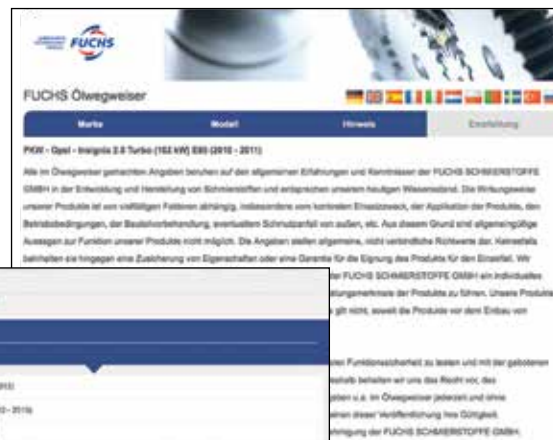 FUCHS
FUCHS Ölwegweiser
Marke Modell Hinweis Empfehlung
PKW - Opel - Insignia 2.0 Turbo (162 kW) E85 (2010 - 2011)
Alle im Ölwegweiser gemachten Angaben beruhen auf den allgemeinen Erfahrungen und Kenntnissen der FUCHS SCHMIERSTOFFE
GMBH in der Entwicklung und Herstellung von Schmierstoffen und entsprechen unserem heutigen Wissensstand. Die Wirkungsweise
unserer Produkte ist von vielfältigen Faktoren abhängig, insbesondere vom konkreten Einsatzzweck, der Applikation der Produkte, den
Betriebsbedingungen, der Bauteilvorbehandlung, eventuellem Schmutzanfall von außen, etc. Aus diesem Grund sind allgemeingültige
Aussagen zur Funktion unserer Produkte nicht möglich. Die Angaben stellen allgemeine, nicht verbindliche Richtwerte dar. Keinesfalls
beinhalten sie hingegen eine Zusicherung von Eigenschaften oder eine Garantie für die Eignung des Produkts für den Einzelfall. Wir
der FUCHS SCHMIERSTOFFE GMBH ein individuelles
der Produkte zu führen. Unsere Produkte
gilt nicht, soweit die Produkte vor dem Einbau von
Funktionssicherheit zu testen und mit der gebotenen
deshalb behalten wir uns das Recht vor, das
u.a. im Ölwegweiser jederzeit und ohne
dieser Veröffentlichung ihre Gültigkeit.
der FUCHS SCHMIERSTOFFE GMBH.